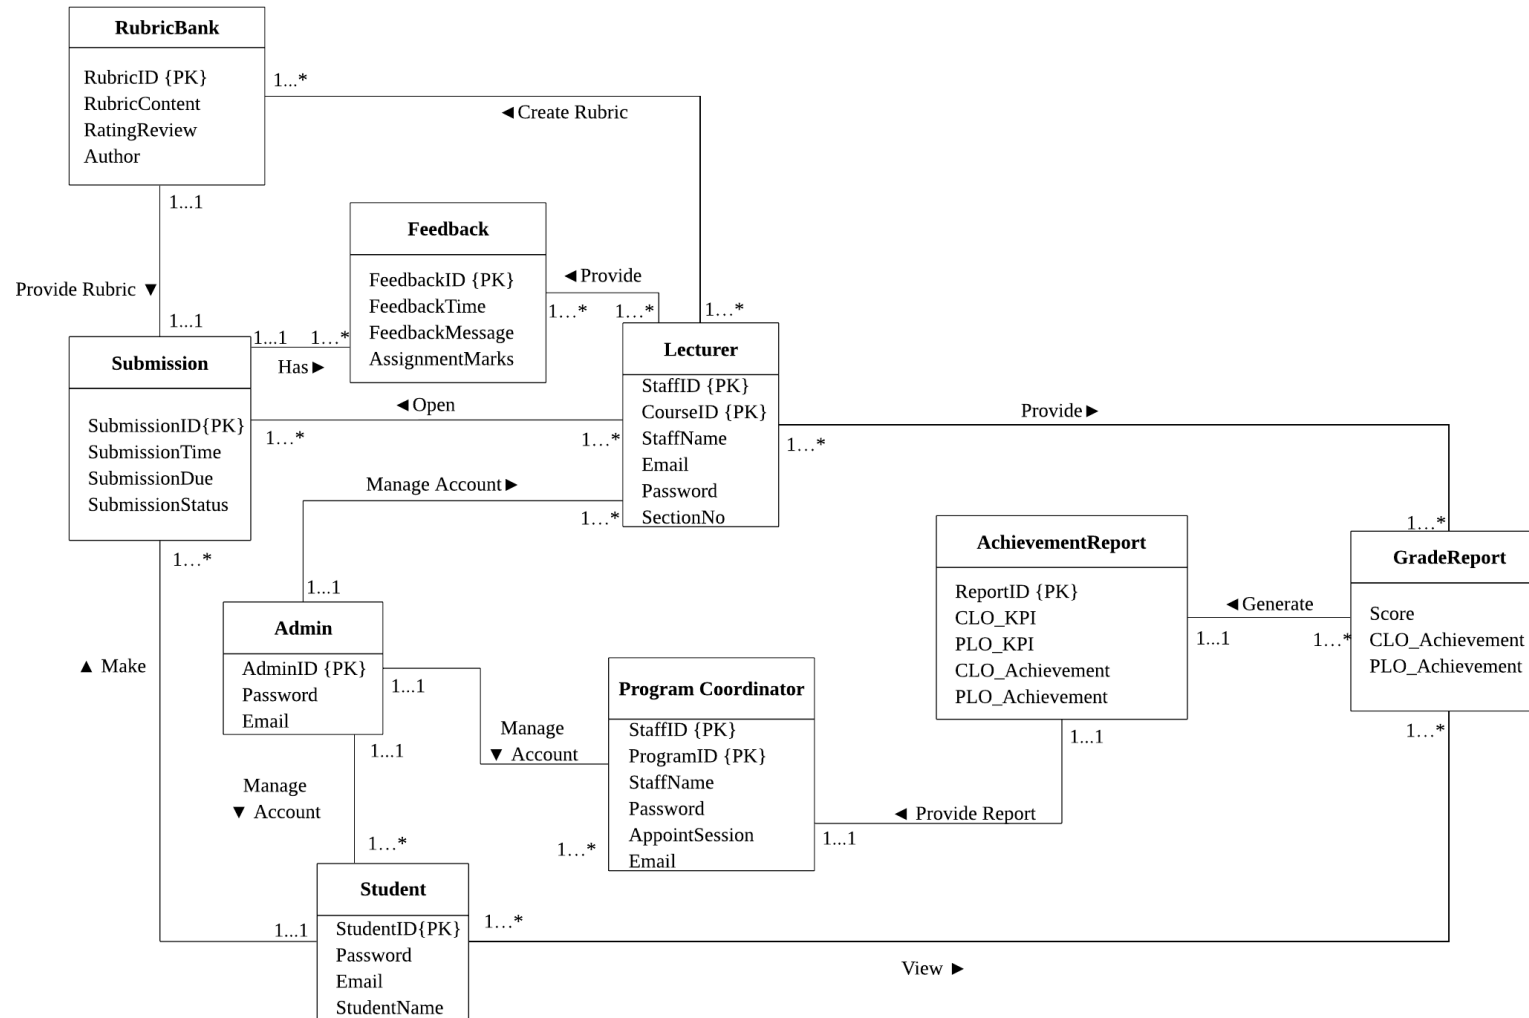 RubricBank
RubricID {PK}
RubricContent
RatingReview
Author
1...*
◄Create Rubric
1...1
Provide Rubric ▼
1...1
Feedback
FeedbackID {PK}
FeedbackTime
FeedbackMessage
AssignmentMarks
◄Provide
1...*
1...*
1...*
1...1
1...*
Has►
Submission
SubmissionID{PK}
SubmissionTime
SubmissionDue
SubmissionStatus
Lecturer
StaffID {PK}
CourseID {PK}
StaffName
Email
Password
SectionNo
◄Open
1...*
1...*
Provide►
1...*
1...*
Manage Account►
1...*
1...1
1...*
▲ Make
Admin
AdminID {PK}
Password
Email
1...1
1...1
Manage
▼ Account
Manage
▼ Account
1...*
1...*
Program Coordinator
StaffID {PK}
ProgramID {PK}
StaffName
Password
AppointSession
Email
AchievementReport
ReportID {PK}
CLO_KPI
PLO_KPI
CLO_Achievement
PLO_Achievement
◄Generate
1...1
1...*
GradeReport
Score
CLO_Achievement
PLO_Achievement
1...*
1...1
◄ Provide Report
1...1
Student
StudentID{PK}
Password
Email
StudentName
1...1
1...*
View ►